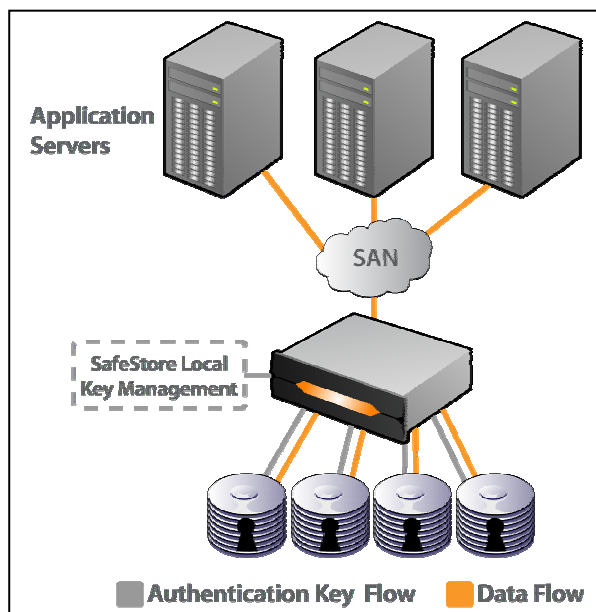 Application
Servers
SAN
SafeStore Local
Key Management
Authentication Key Flow
Data Flow